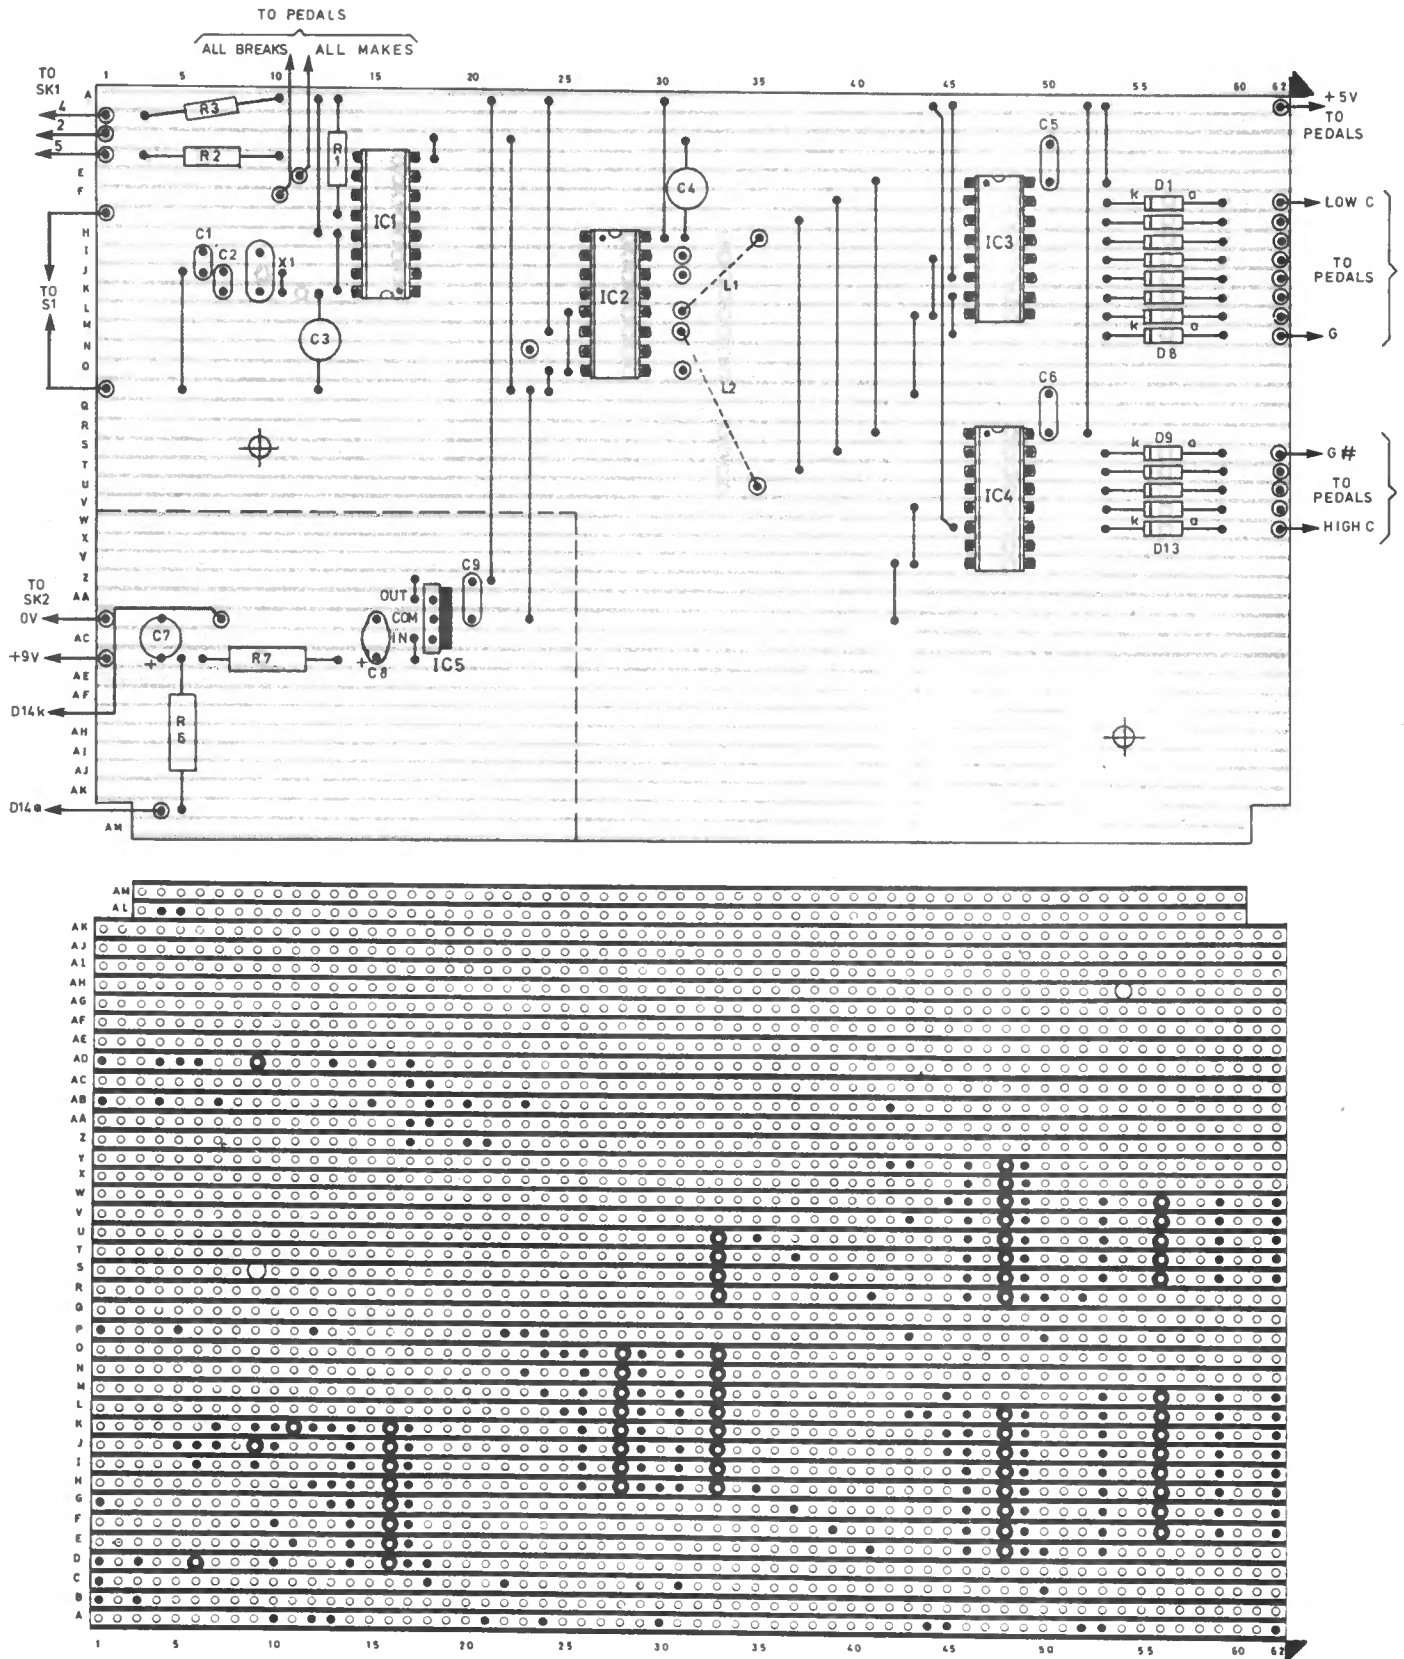 TO PEDALS
ALL BREAKS ALL MAKES
TO SK1
1 5 10 15 20 25 30 35 40 45 50 55 60 62
4
2
5
A
E
F
H
I
J
K
L
M
N
O
Q
R
S
T
U
V
W
X
Y
Z
AA
AC
AE
AF
AH
AI
AJ
AK
AM
R3
R2
R1
IC1
C1
C2
X1
C3
TO S1
C4
IC2
L1
L2
C5
IC3
C6
IC4
k D1 a
k a
D8
k D9 a
k a
D13
+5V
TO PEDALS
LOW C
TO PEDALS
G
G#
TO PEDALS
HIGH C
TO SK2
0V
+9V
D14k
D14a
C7
+
R7
R6
C8
+
OUT
COM
IN
IC5
C9
AM
AL
AK
AJ
AI
AH
AG
AF
AE
AD
AC
AB
AA
Z
Y
X
W
V
U
T
S
R
Q
P
O
N
M
L
K
J
I
H
G
F
E
D
C
B
A
1 5 10 15 20 25 30 35 40 45 50 55 60 62